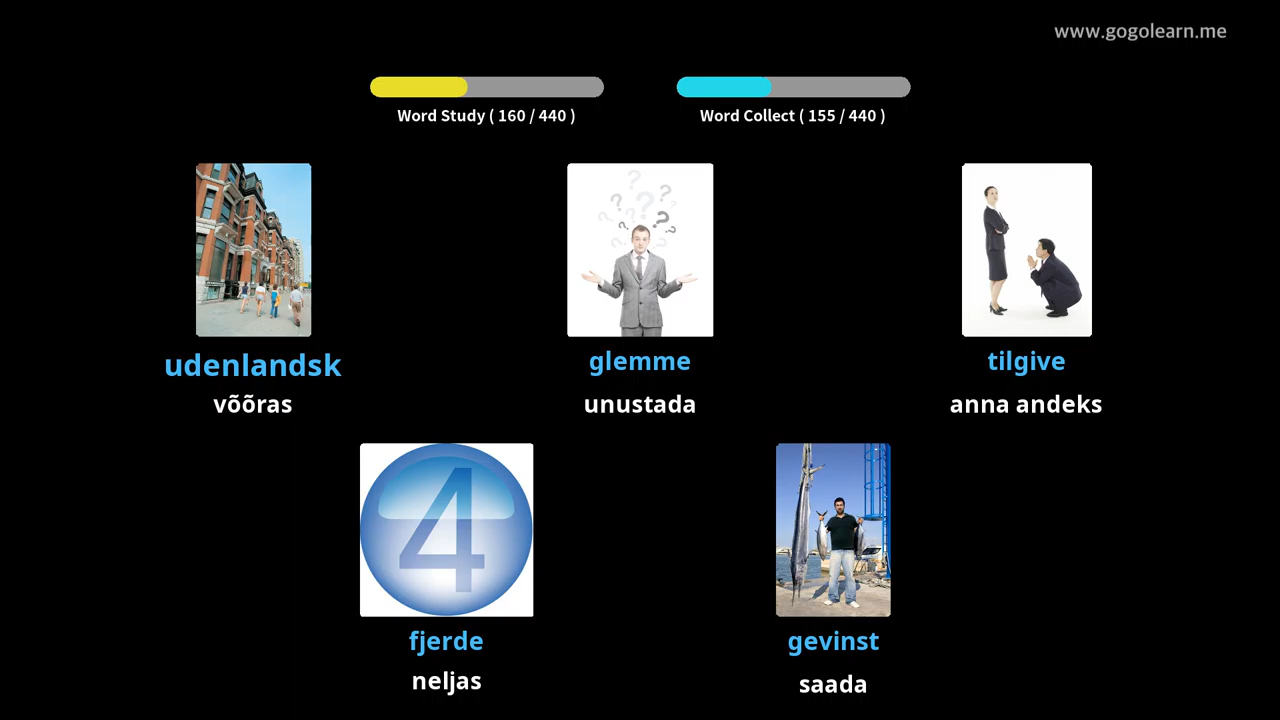 www.gogolearn.me
Word Study ( 160 / 440 )
Word Collect ( 155 / 440 )
udenlandsk
võõras
glemme
unustada
tilgive
anna andeks
4
fjerde
neljas
gevinst
saada